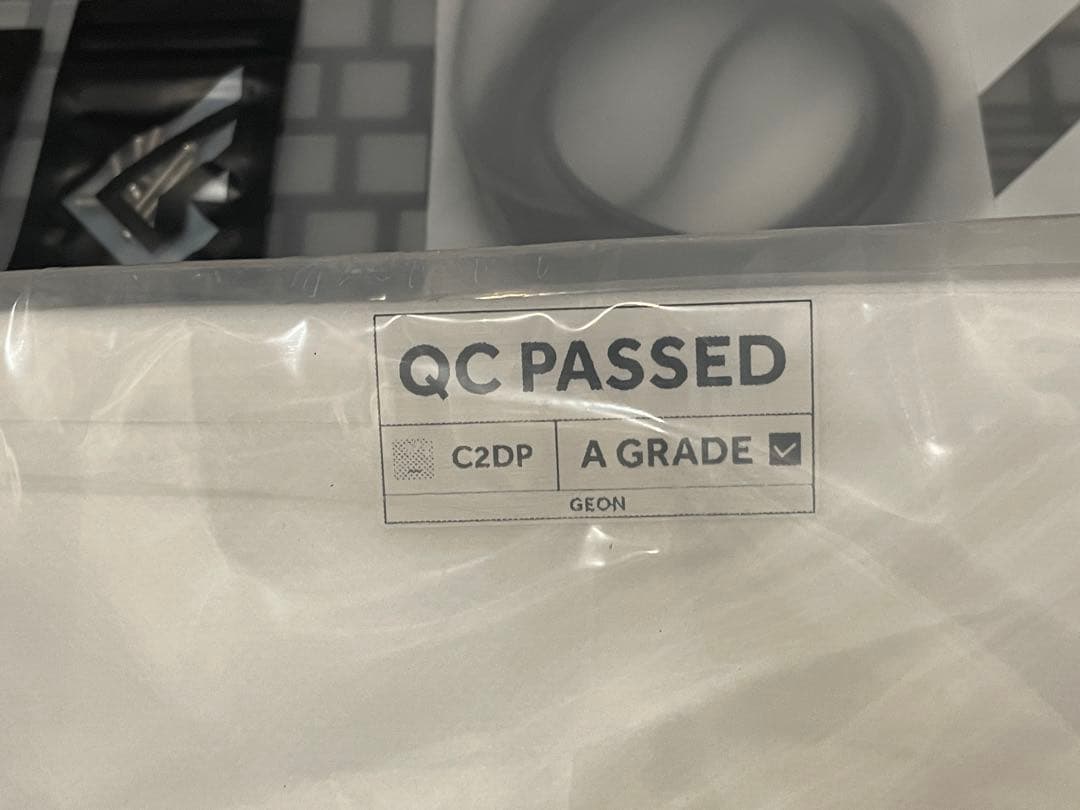 QC PASSED
C2DP
A GRADE
GEON